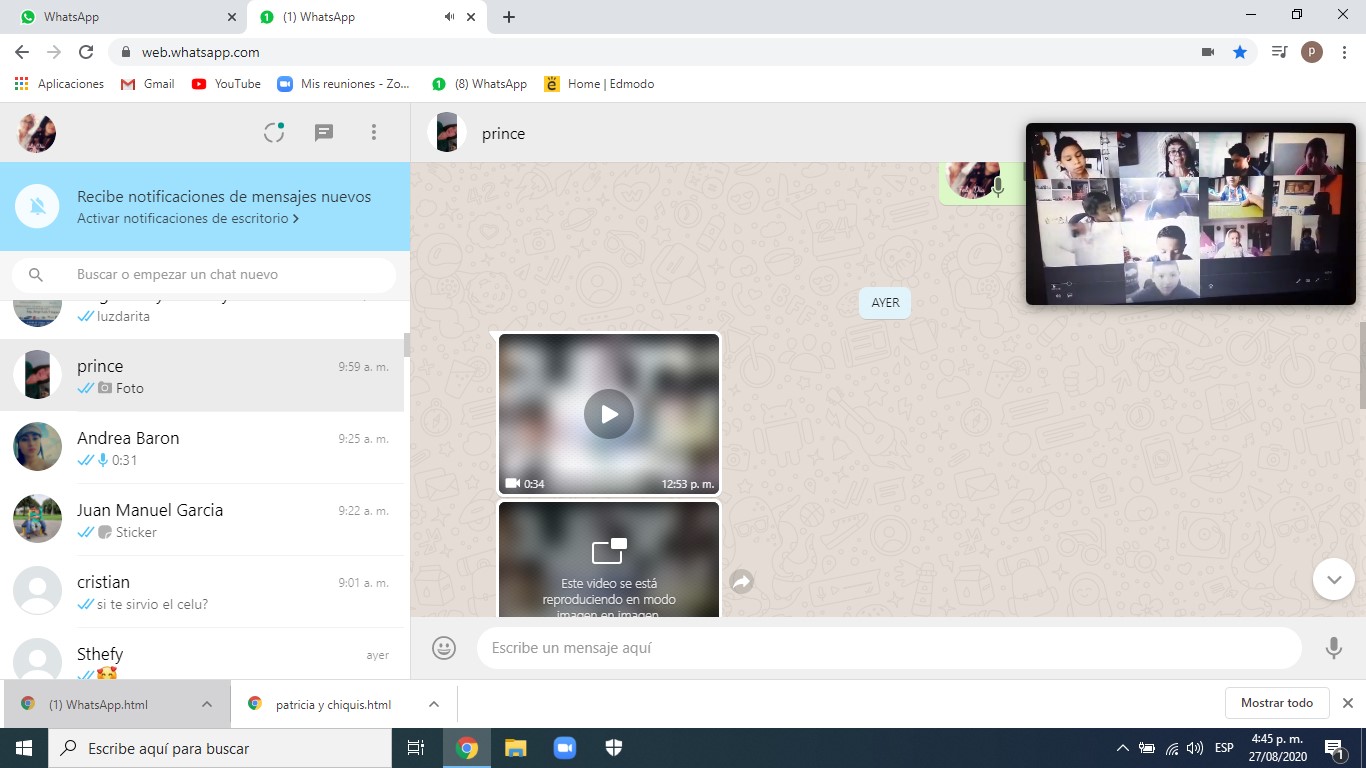 WhatsApp
(1) WhatsApp
web.whatsapp.com
P
Aplicaciones
Gmail
YouTube
Mis reuniones - Zo...
(8) WhatsApp
Home | Edmodo
prince
Recibe notificaciones de mensajes nuevos
Activar notificaciones de escritorio >
Buscar o empezar un chat nuevo
luzdarita
prince
9:59 a. m.
Foto
Andrea Baron
9:25 a. m.
0:31
Juan Manuel Garcia
9:22 a. m.
Sticker
cristian
9:01 a. m.
si te sirvio el celu?
Sthefy
ayer
AYER
0:34
12:53 p. m.
Este video se está
reproduciendo en modo
imagen en imagen
Escribe un mensaje aquí
(1) WhatsApp.html
patricia y chiquis.html
Mostrar todo
Escribe aquí para buscar
ESP
4:45 p. m.
27/08/2020
1